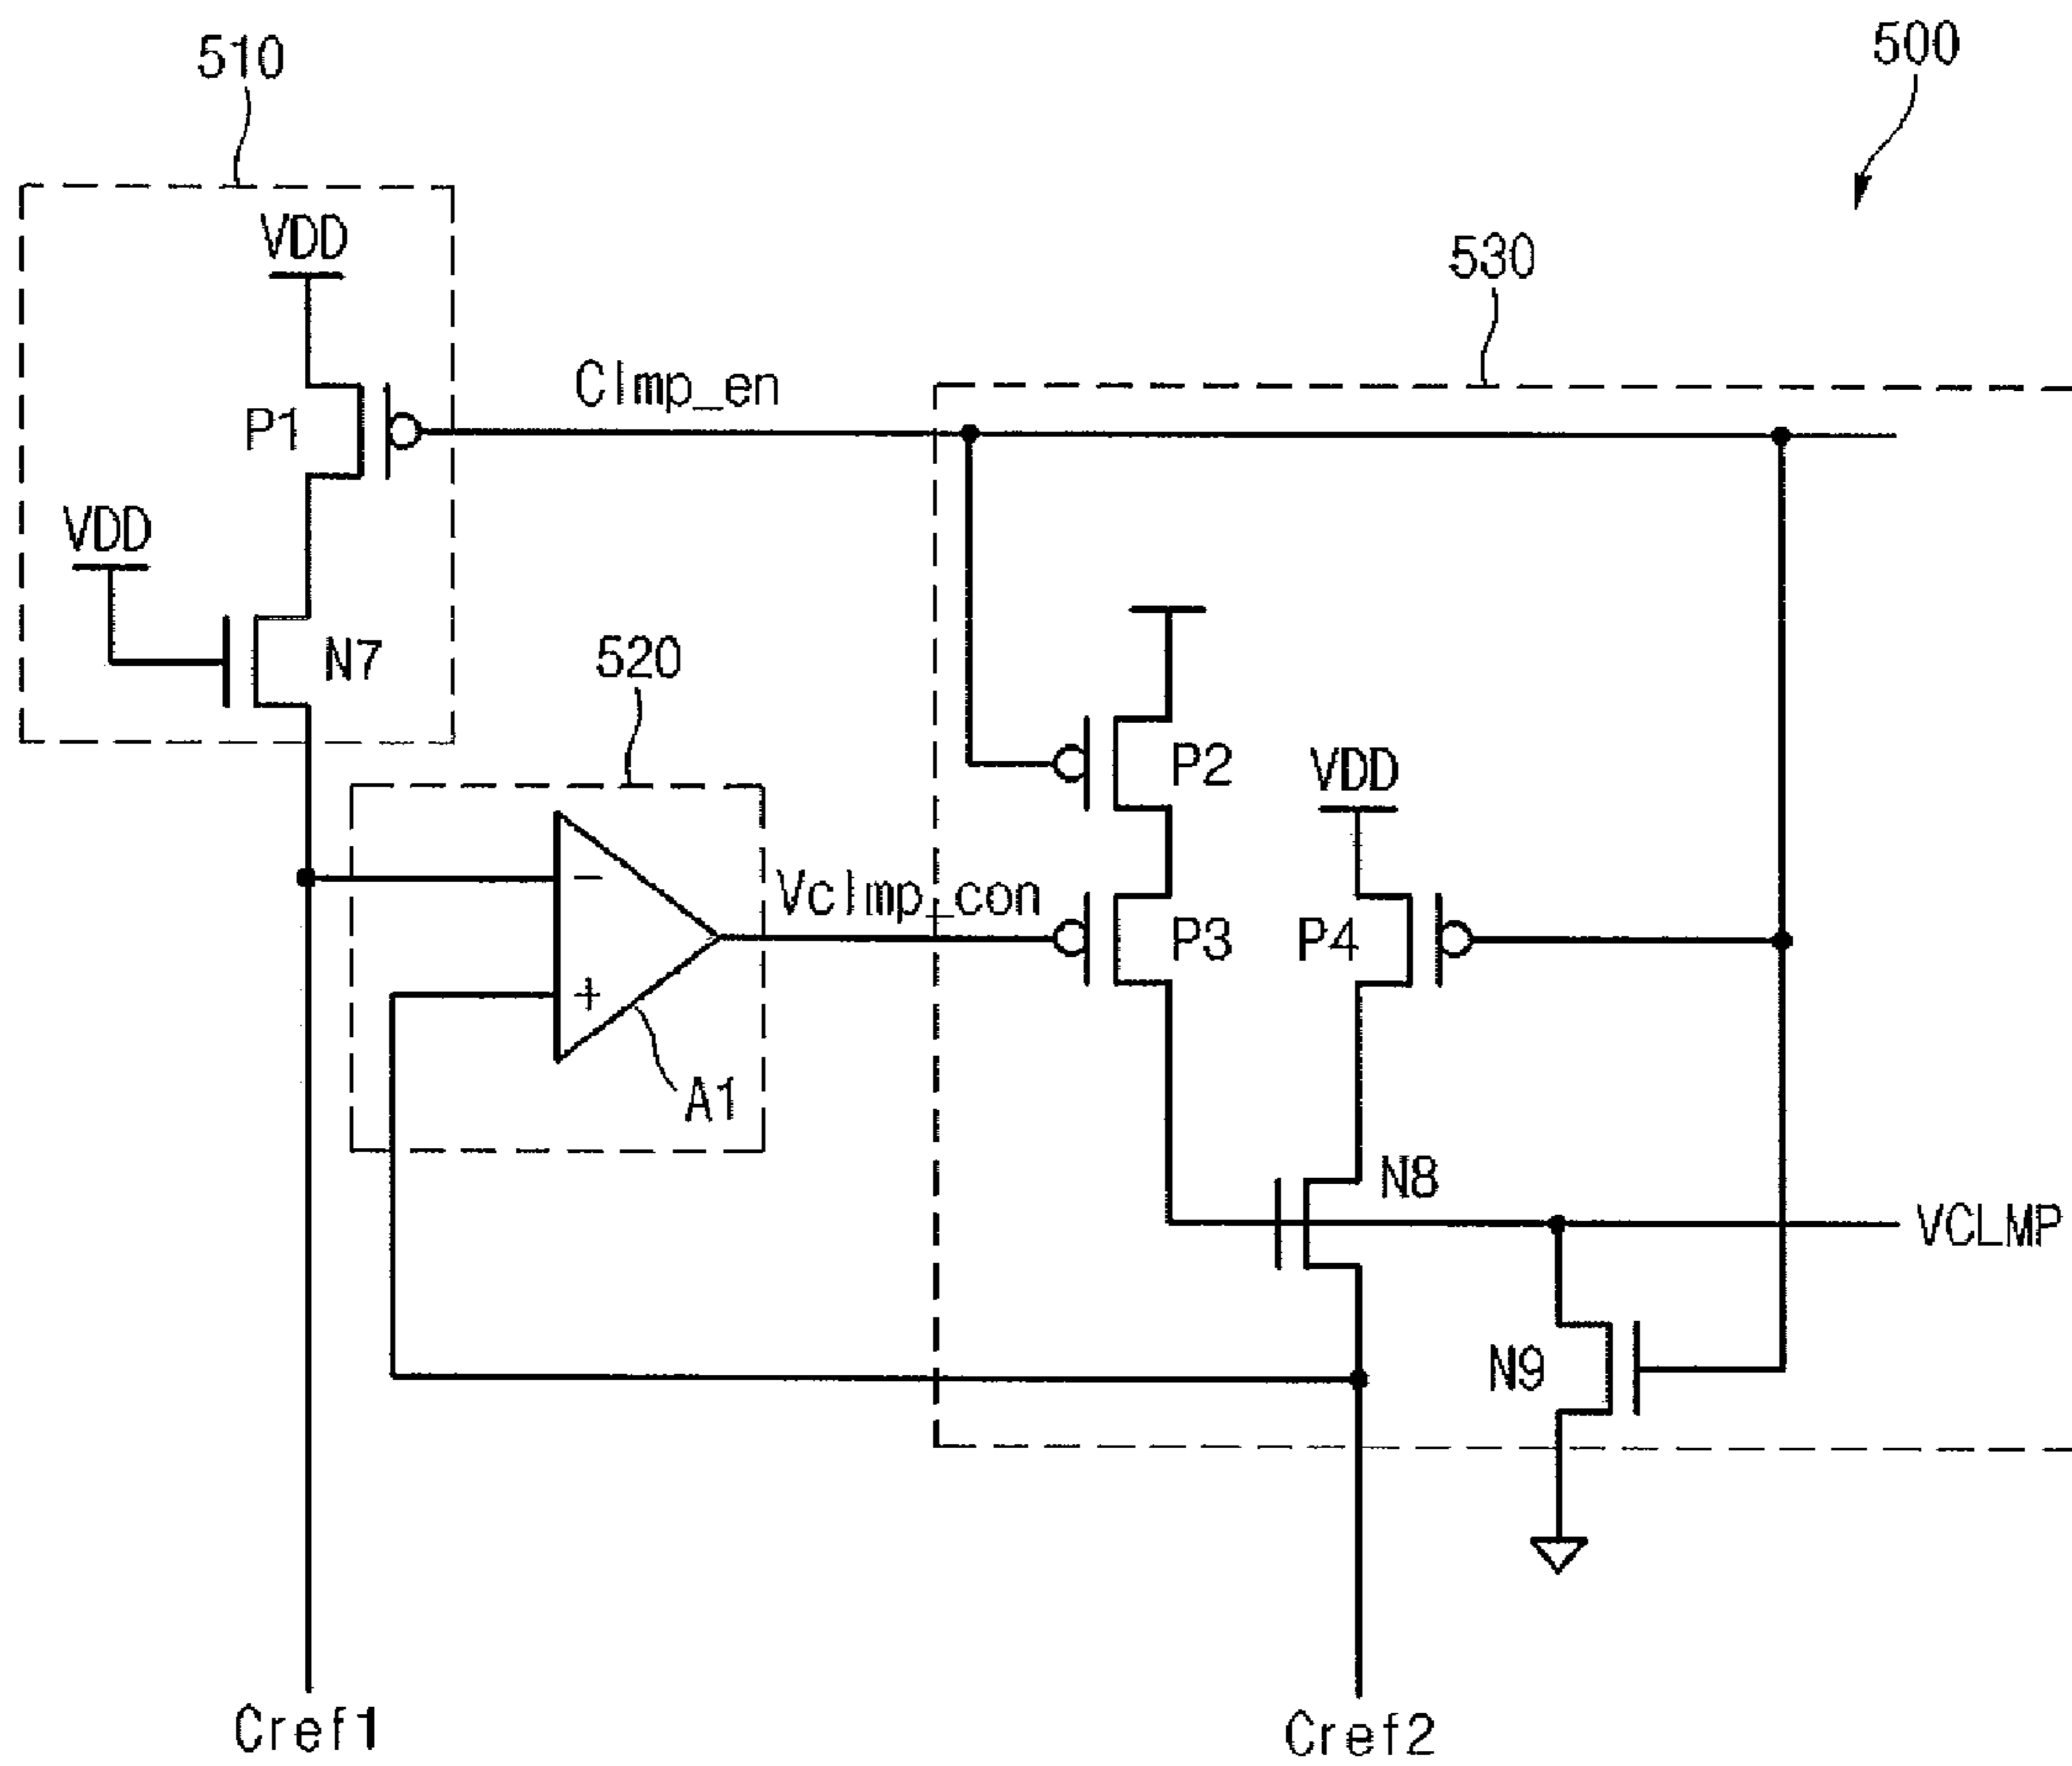 510
500
VDD
530
Clmp_en
P1
VDD
N7
520
P2
VDD
Vclmp_con
P3
P4
A1
N8
VCLMP
N9
Cref1
Cref2